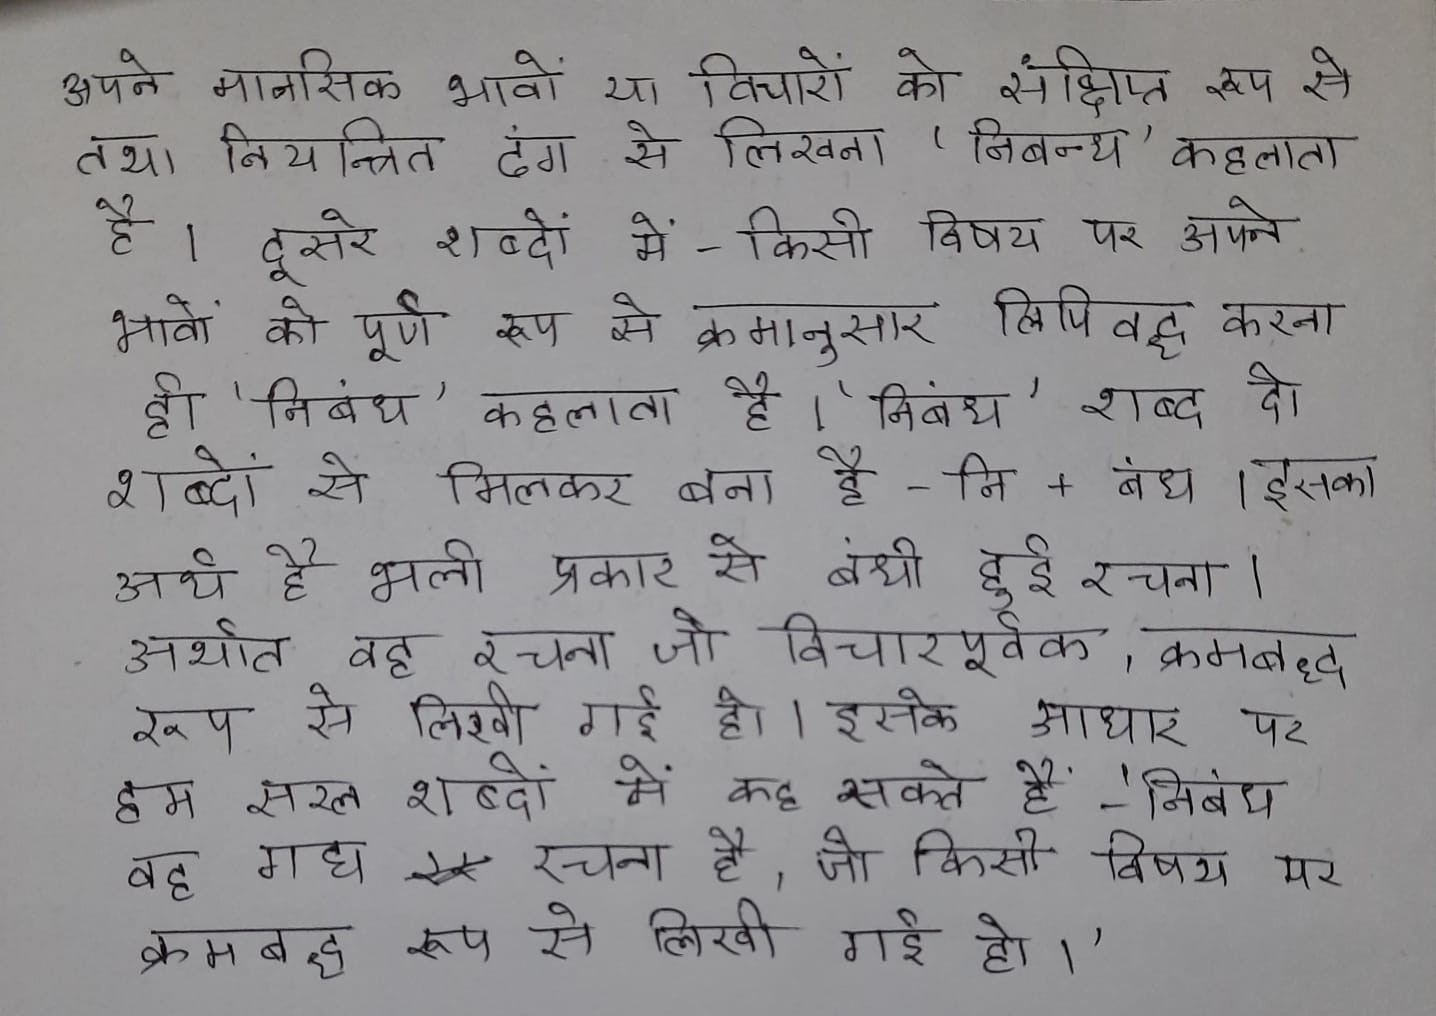 अपने मानसिक भावों या विचारों को संक्षिप्त रूप से
तथा नियन्त्रित ढंग से लिखना 'निबन्ध' कहलाता
है । दूसरे शब्दों में - किसी विषय पर अपने
भावों को पूर्ण रूप से क्रमानुसार लिपिवद्ध करना
ही 'निबंध' कहलाता है । 'निबंध' शब्द दो
शब्दों से मिलकर बना है - नि + बंध । इसका
अर्थ है भली प्रकार से बंधी हुई रचना ।
अर्थात वह रचना जो विचारपूर्वक, क्रमबद्द
रूप से लिखी गई हो । इसके आधार पर
हम सरल शब्दों में कह सकते हैं - 'निबंध
वह गद्य रचना है, जो किसी विषय पर
क्रमबद्ध रूप से लिखी गई हो ।'